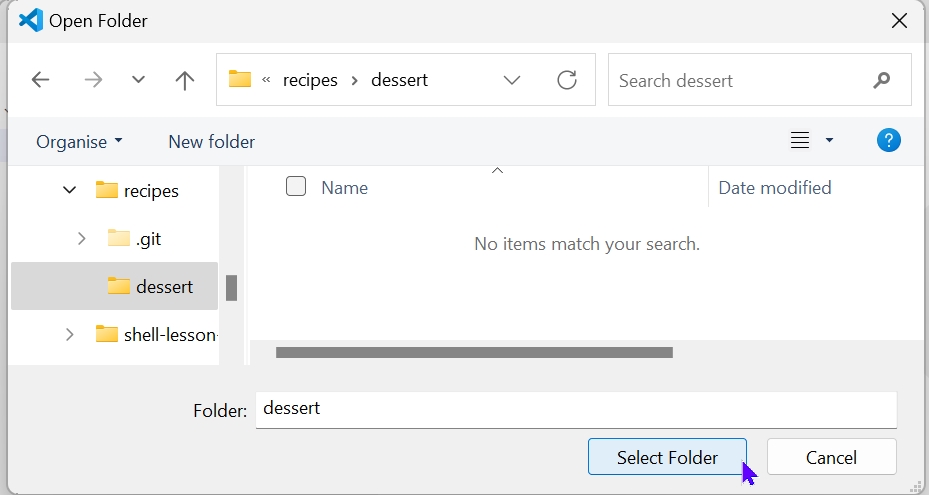 Open Folder
« recipes > dessert
Search dessert
Organise
New folder
?
recipes
Name
Date modified
.git
No items match your search.
dessert
shell-lesson-
Folder: dessert
Select Folder
Cancel